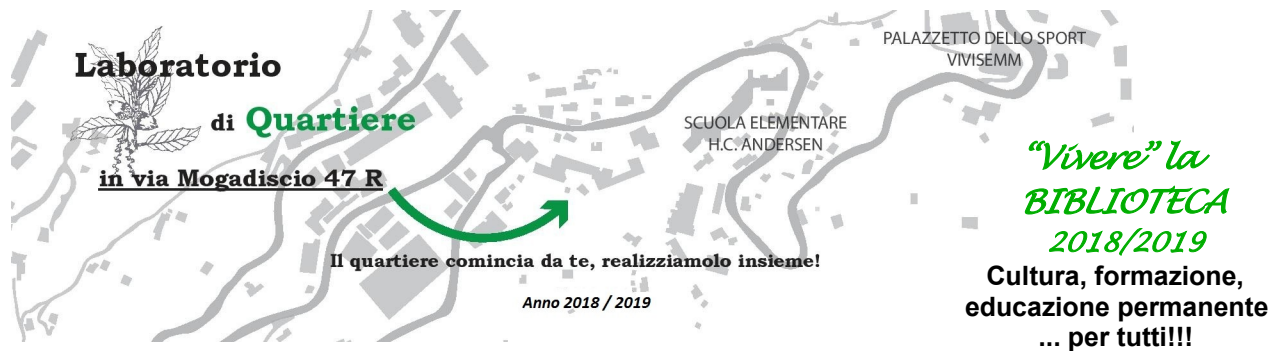 Laboratorio
di Quartiere
in via Mogadiscio 47 R
Il quartiere comincia da te, realizziamolo insieme!
Anno 2018 / 2019
SCUOLA ELEMENTARE
H.C. ANDERSEN
PALAZZETTO DELLO SPORT
VIVISEMM
“Vivere” la
BIBLIOTECA
2018/2019
Cultura, formazione,
educazione permanente
... per tutti!!!